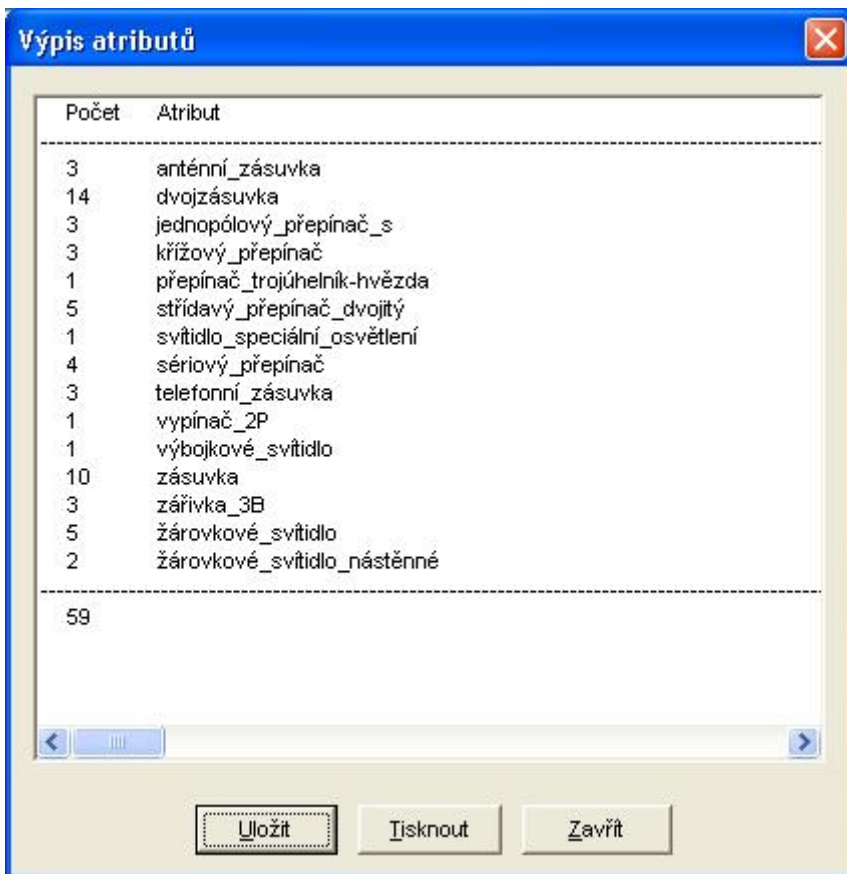 Výpis atributů
Počet Atribut
3 anténní_zásuvka
14 dvojzásuvka
3 jednopólový_přepínač_s
3 křížový_přepínač
1 přepínač_trojúhelník-hvězda
5 střídavý_přepínač_dvojitý
1 svítidlo_speciální_osvětlení
4 sériový_přepínač
3 telefonní_zásuvka
1 vypínač_2P
1 výbojkové_svítidlo
10 zásuvka
3 zářivka_3B
5 žárovkové_svítidlo
2 žárovkové_svítidlo_nástěnné
59
Uložit Tisknout Zavřít